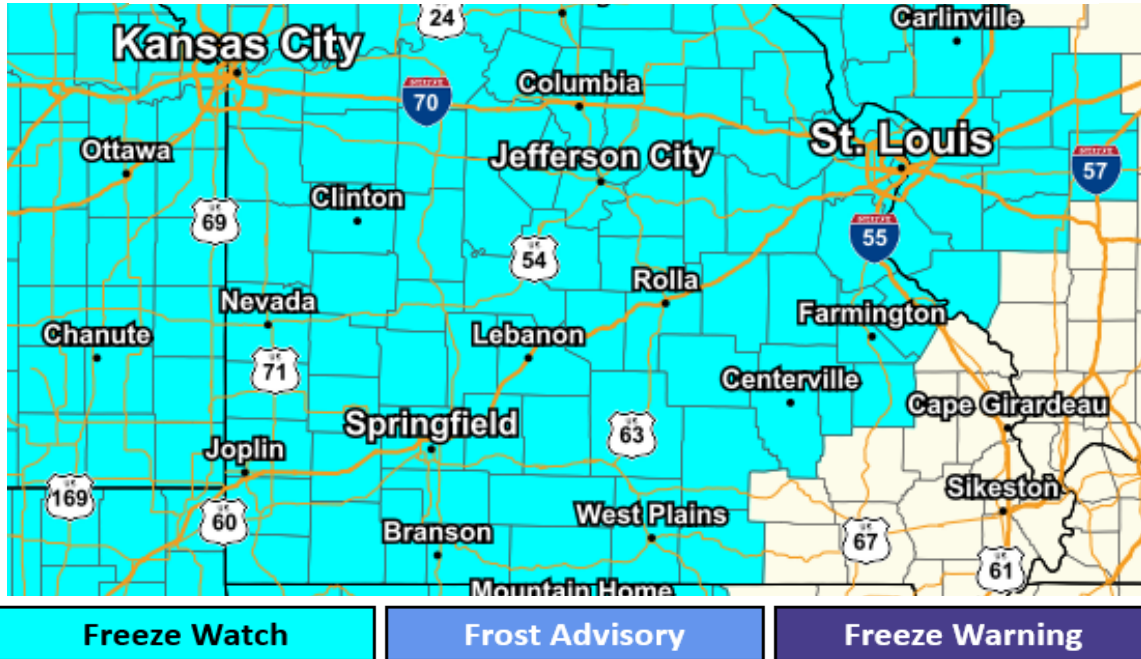 24
Carlinville
Kansas City
70
Columbia
St. Louis
Ottawa
Jefferson City
57
Clinton
69
55
54
Rolla
Nevada
Farmington
Chanute
Lebanon
71
Centerville
Cape Girardeau
Springfield
63
Joplin
169
Sikeston
60
West Plains
Branson
67
61
Mountain Home
Freeze Watch
Frost Advisory
Freeze Warning